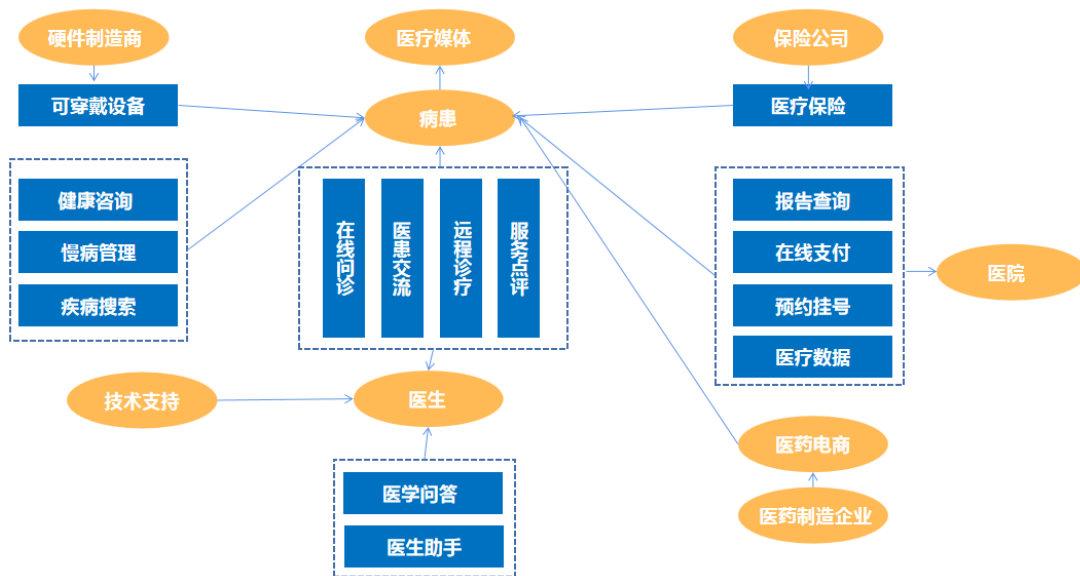 硬件制造商
医疗媒体
保险公司
可穿戴设备
病患
医疗保险
健康咨询
慢病管理
疾病搜索
在线问诊
医患交流
远程诊疗
服务点评
报告查询
在线支付
预约挂号
医疗数据
医院
技术支持
医生
医药电商
医学问答
医生助手
医药制造企业